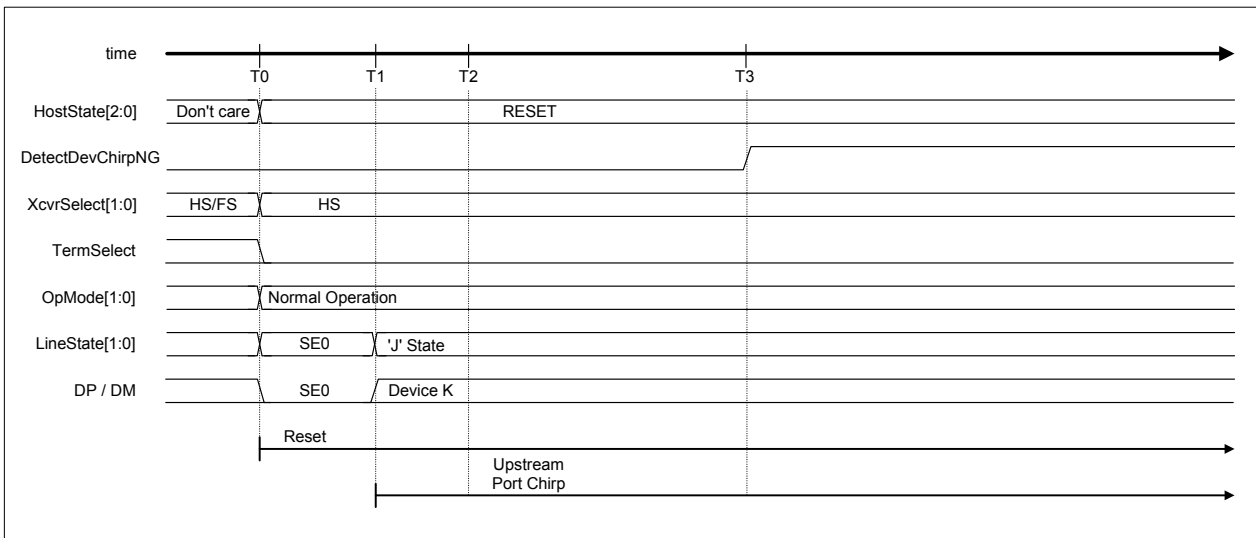 time
T0 T1 T2 T3
HostState[2:0] Don't care RESET
DetectDevChirpNG
XcvrSelect[1:0] HS/FS HS
TermSelect
OpMode[1:0] Normal Operation
LineState[1:0] SE0 'J' State
DP / DM SE0 Device K
Reset
Upstream
Port Chirp